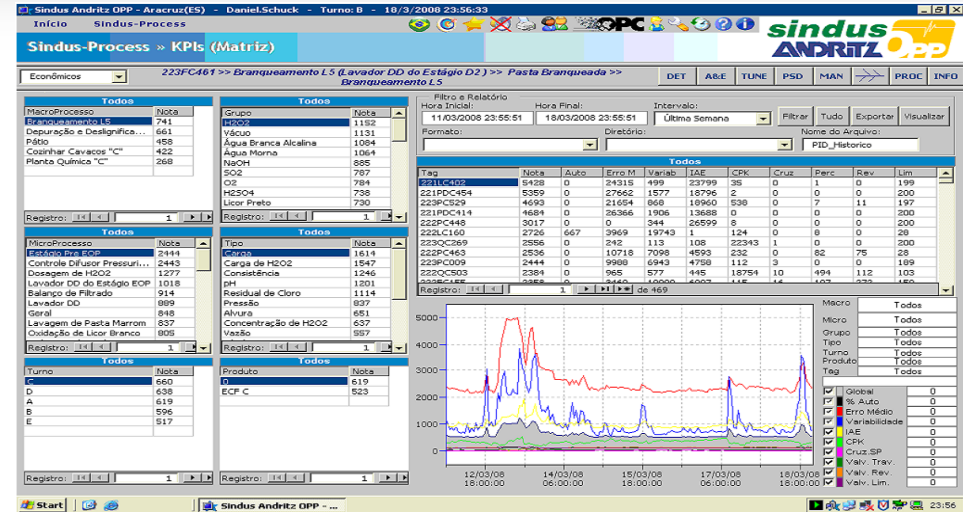 Sindus Andritz OPP - Aracruz(ES) - Daniel.Schuck - Turno: B - 18/3/2008 23:56:33
Início Sindus-Process
OPC
sindus
ANDRITZ OPP
Sindus-Process » KPIs (Matriz)
Econômicos
223FC461 >> Branqueamento L5 (Lavador DD do Estágio D2 ) >> Pasta Branqueada >>
Branqueamento L5
DET A&E TUNE PSD MAN PROC INFO
Todos
MacroProcesso Nota
Branqueamento L5 741
Depuração e Deslignifica... 661
Pátio 458
Cozinhar Cavacos "C" 422
Planta Química "C" 268
Registro: 1
Todos
Grupo Nota
H2O2 1152
Vácuo 1131
Água Branca Alcalina 1084
Água Morna 1064
NaOH 885
SO2 787
O2 784
H2SO4 738
Licor Preto 730
Registro: 1
Filtro e Relatório
Hora Inicial: Hora Final: Intervalo:
11/03/2008 23:55:51 18/03/2008 23:55:51 Última Semana Filtrar Tudo Exportar Visualizar
Formato: Diretório: Nome do Arquivo:
PID_Historico
Todos
Tag Nota Auto Erro M Variab IAE CPK Cruz Perc Rev Lim
221LC402 5428 0 24315 499 23799 35 0 1 0 199
221PDC454 5359 0 27662 1577 18796 2 0 0 0 200
223PC529 4693 0 21654 868 18960 538 0 7 11 197
221PDC414 4684 0 26366 1906 13688 0 0 0 0 200
222PC448 3017 0 0 344 26599 8 0 0 0 200
222LC160 2726 667 3969 19743 1 124 0 8 0 28
223QC269 2556 0 242 113 108 22343 1 0 0 200
222PC463 2536 0 10718 7098 4593 232 0 82 75 28
223PC009 2444 0 9988 6943 4758 112 3 0 0 189
222QC503 2384 0 965 577 445 18754 10 494 112 103
Registro: 1 de 469
Todos
MicroProcesso Nota
Estágio Pre EOP 2444
Controle Difusor Pressuri... 2443
Dosagem de H2O2 1277
Lavador DD do Estágio EOP 1018
Balanço de Filtrado 914
Lavador DD 889
Geral 848
Lavagem de Pasta Marrom 837
Oxidação de Licor Branco 805
Registro: 1
Todos
Tipo Nota
Carga 1614
Carga de H2O2 1547
Consistência 1246
pH 1201
Residual de Cloro 1114
Pressão 837
Alvura 651
Concentração de H2O2 637
Vazão 557
Registro: 1
Todos
Turno Nota
C 660
D 638
A 619
B 596
E 517
Registro: 1
Todos
Produto Nota
D 619
ECF C 523
Registro: 1
5000
4000
3000
2000
1000
0
12/03/08 14/03/08 15/03/08 17/03/08 18/03/08
18:00:00 06:00:00 18:00:00 06:00:00 18:00:00
Macro Todos
Micro Todos
Grupo Todos
Tipo Todos
Turno Todos
Produto Todos
Tag Todos
Global 0
% Auto 0
Erro Médio 0
Variabilidade 0
IAE 0
CPK 0
Cruz.SP 0
Valv. Trav. 0
Valv. Rev. 0
Valv. Lim. 0
Start Sindus Andritz OPP - ... 23:56